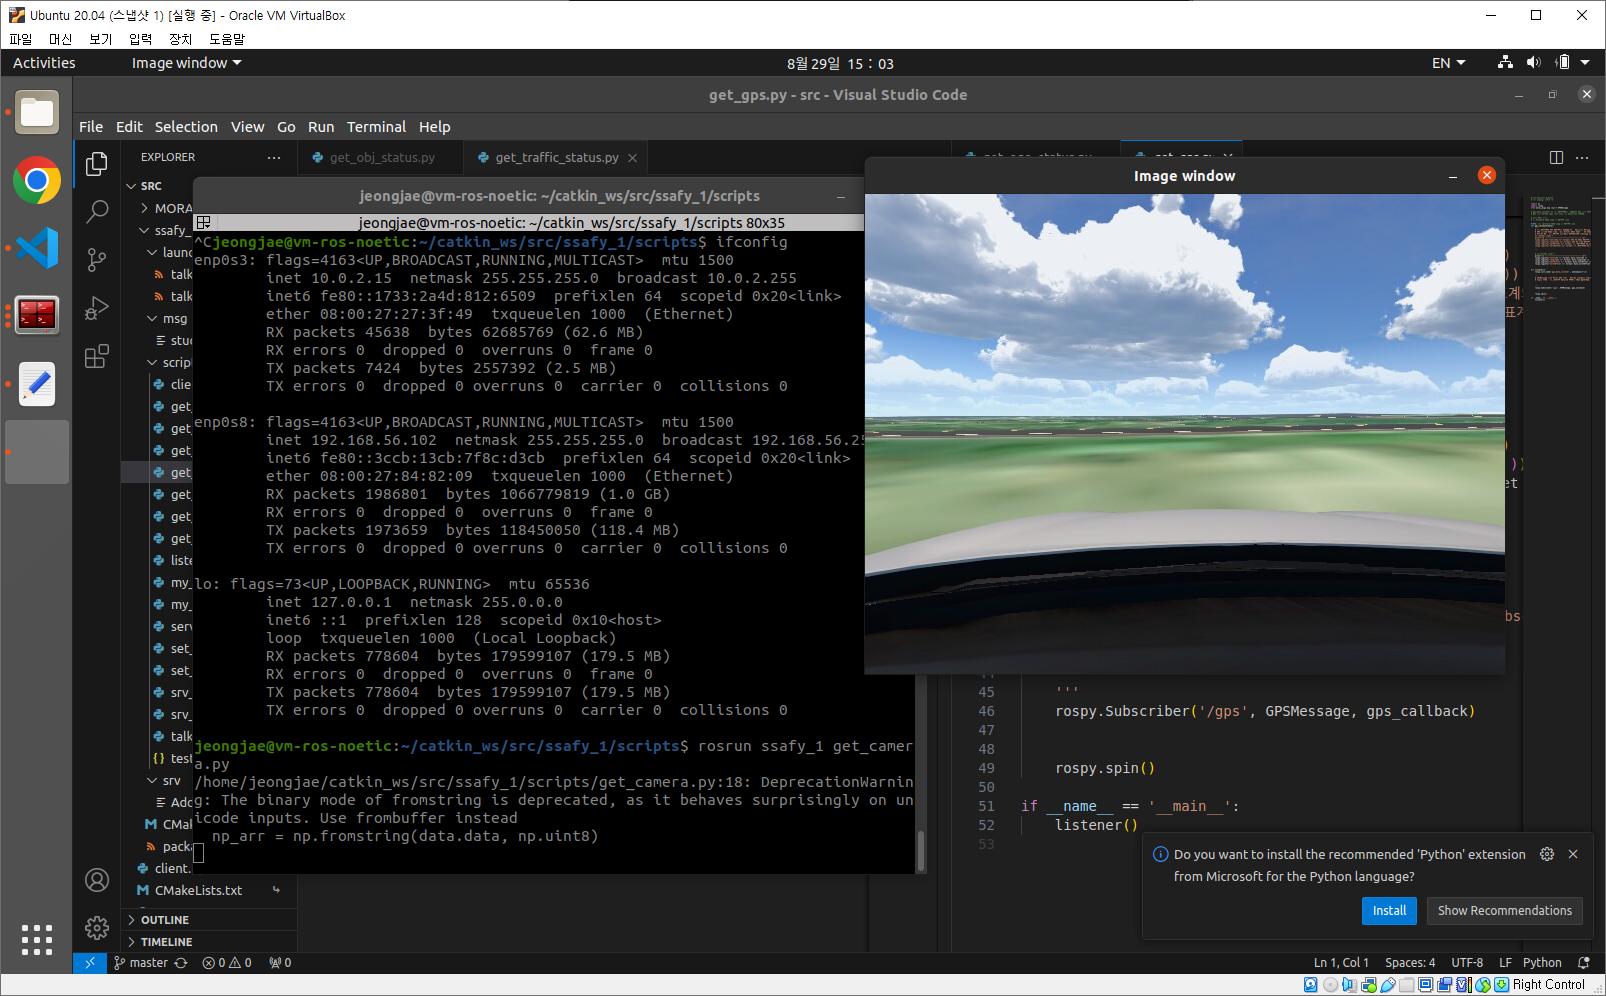 Ubuntu 20.04 (스냅샷 1) [실행 중] - Oracle VM VirtualBox
파일 머신 보기 입력 장치 도움말
Activities Image window 8월 29일 15 : 03 EN
get_gps.py - src - Visual Studio Code
File Edit Selection View Go Run Terminal Help
EXPLORER ···
get_obj_status.py get_traffic_status.py
SRC
MORA
ssafy_
laun
talk
talk
msg
stud
script
clie
get_
get_
get_
get_
get_
get_
get_
liste
my_
my_
serv
set_
set_
srv_
srv_
talk
{} test
srv
Add
CMa
packa
client.
CMakeLists.txt
OUTLINE
TIMELINE
jeongjae@vm-ros-noetic: ~/catkin_ws/src/ssafy_1/scripts
jeongjae@vm-ros-noetic: ~/catkin_ws/src/ssafy_1/scripts 80x35
^Cjeongjae@vm-ros-noetic:~/catkin_ws/src/ssafy_1/scripts$ ifconfig
enp0s3: flags=4163<UP,BROADCAST,RUNNING,MULTICAST> mtu 1500
inet 10.0.2.15 netmask 255.255.255.0 broadcast 10.0.2.255
inet6 fe80::1733:2a4d:812:6509 prefixlen 64 scopeid 0x20<link>
ether 08:00:27:27:3f:49 txqueuelen 1000 (Ethernet)
RX packets 45638 bytes 62685769 (62.6 MB)
RX errors 0 dropped 0 overruns 0 frame 0
TX packets 7424 bytes 2557392 (2.5 MB)
TX errors 0 dropped 0 overruns 0 carrier 0 collisions 0
enp0s8: flags=4163<UP,BROADCAST,RUNNING,MULTICAST> mtu 1500
inet 192.168.56.102 netmask 255.255.255.0 broadcast 192.168.56.25
inet6 fe80::3ccb:13cb:7f8c:d3cb prefixlen 64 scopeid 0x20<link>
ether 08:00:27:84:82:09 txqueuelen 1000 (Ethernet)
RX packets 1986801 bytes 1066779819 (1.0 GB)
RX errors 0 dropped 0 overruns 0 frame 0
TX packets 1973659 bytes 118450050 (118.4 MB)
TX errors 0 dropped 0 overruns 0 carrier 0 collisions 0
lo: flags=73<UP,LOOPBACK,RUNNING> mtu 65536
inet 127.0.0.1 netmask 255.0.0.0
inet6 ::1 prefixlen 128 scopeid 0x10<host>
loop txqueuelen 1000 (Local Loopback)
RX packets 778604 bytes 179599107 (179.5 MB)
RX errors 0 dropped 0 overruns 0 frame 0
TX packets 778604 bytes 179599107 (179.5 MB)
TX errors 0 dropped 0 overruns 0 carrier 0 collisions 0
jeongjae@vm-ros-noetic:~/catkin_ws/src/ssafy_1/scripts$ rosrun ssafy_1 get_camer
a.py
/home/jeongjae/catkin_ws/src/ssafy_1/scripts/get_camera.py:18: DeprecationWarnin
g: The binary mode of fromstring is deprecated, as it behaves surprisingly on un
icode inputs. Use frombuffer instead
np_arr = np.fromstring(data.data, np.uint8)
Image window
45 '''
46 rospy.Subscriber('/gps', GPSMessage, gps_callback)
47
48
49 rospy.spin()
50
51 if __name__ == '__main__':
52 listener()
53
Do you want to install the recommended 'Python' extension
from Microsoft for the Python language?
Install Show Recommendations
master 0 0 0 Ln 1, Col 1 Spaces: 4 UTF-8 LF Python
Right Control